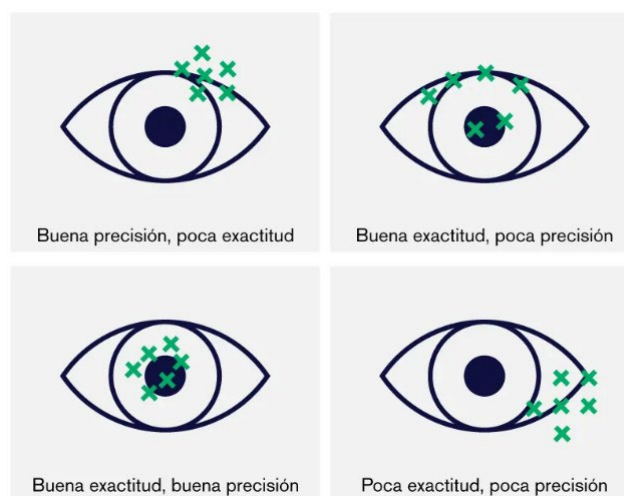 Buena precisión, poca exactitud
Buena exactitud, poca precisión
Buena exactitud, buena precisión
Poca exactitud, poca precisión